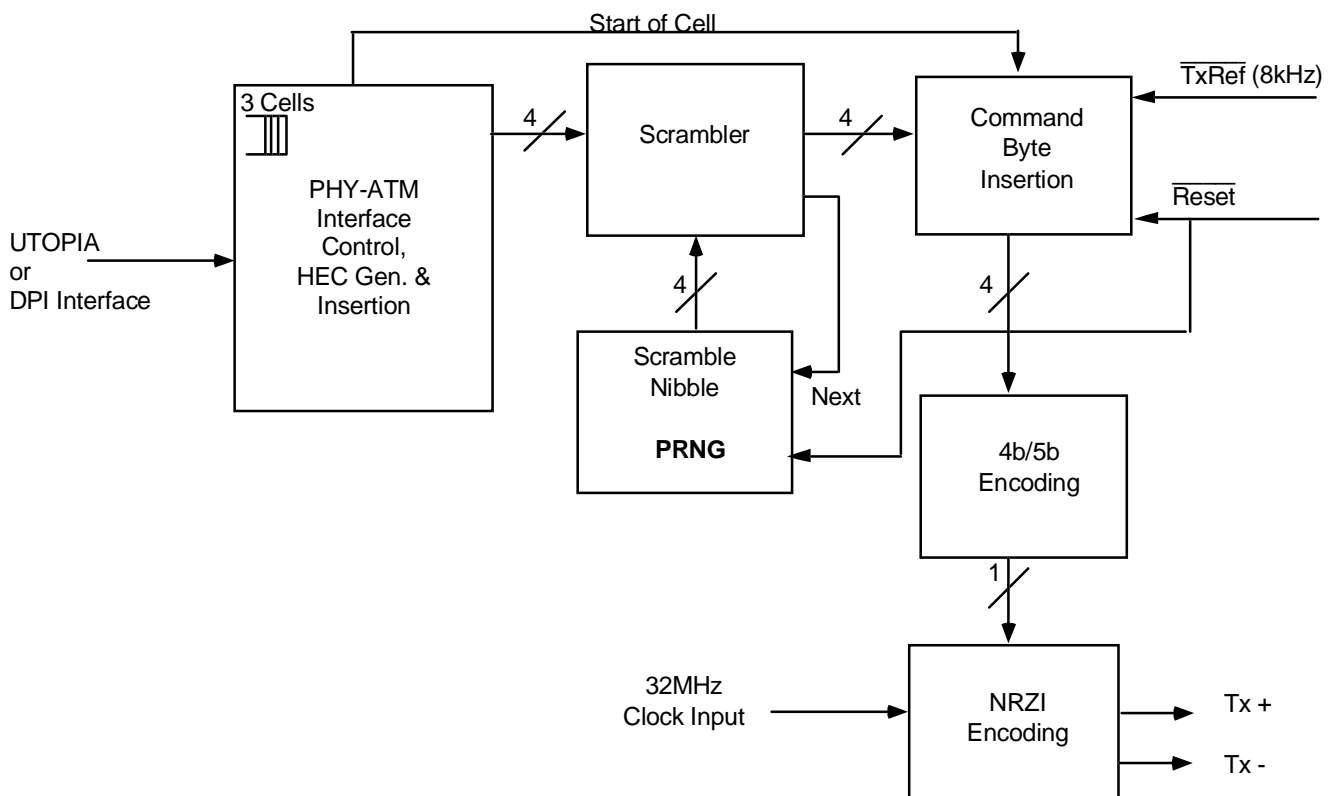 Start of Cell
TxRef (8kHz)
3 Cells
4
Scrambler
4
Command
Byte
Insertion
PHY-ATM
Interface
Control,
HEC Gen. &
Insertion
Reset
UTOPIA
or
DPI Interface
4
4
Scramble
Nibble
PRNG
Next
4b/5b
Encoding
1
32MHz
Clock Input
NRZI
Encoding
Tx +
Tx -